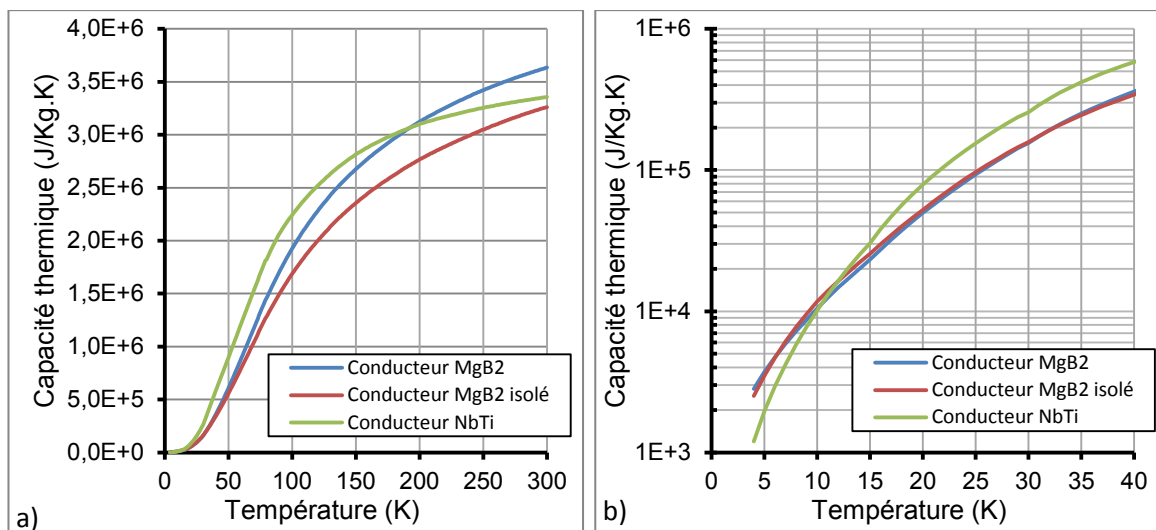 Capacité thermique (J/Kg.K)
4,0E+6
3,5E+6
3,0E+6
2,5E+6
2,0E+6
1,5E+6
1,0E+6
5,0E+5
0,0E+0
Conducteur MgB2
Conducteur MgB2 isolé
Conducteur NbTi
0 50 100 150 200 250 300
Température (K)
a)
Capacité thermique (J/Kg.K)
1E+6
1E+5
1E+4
1E+3
Conducteur MgB2
Conducteur MgB2 isolé
Conducteur NbTi
0 5 10 15 20 25 30 35 40
Température (K)
b)